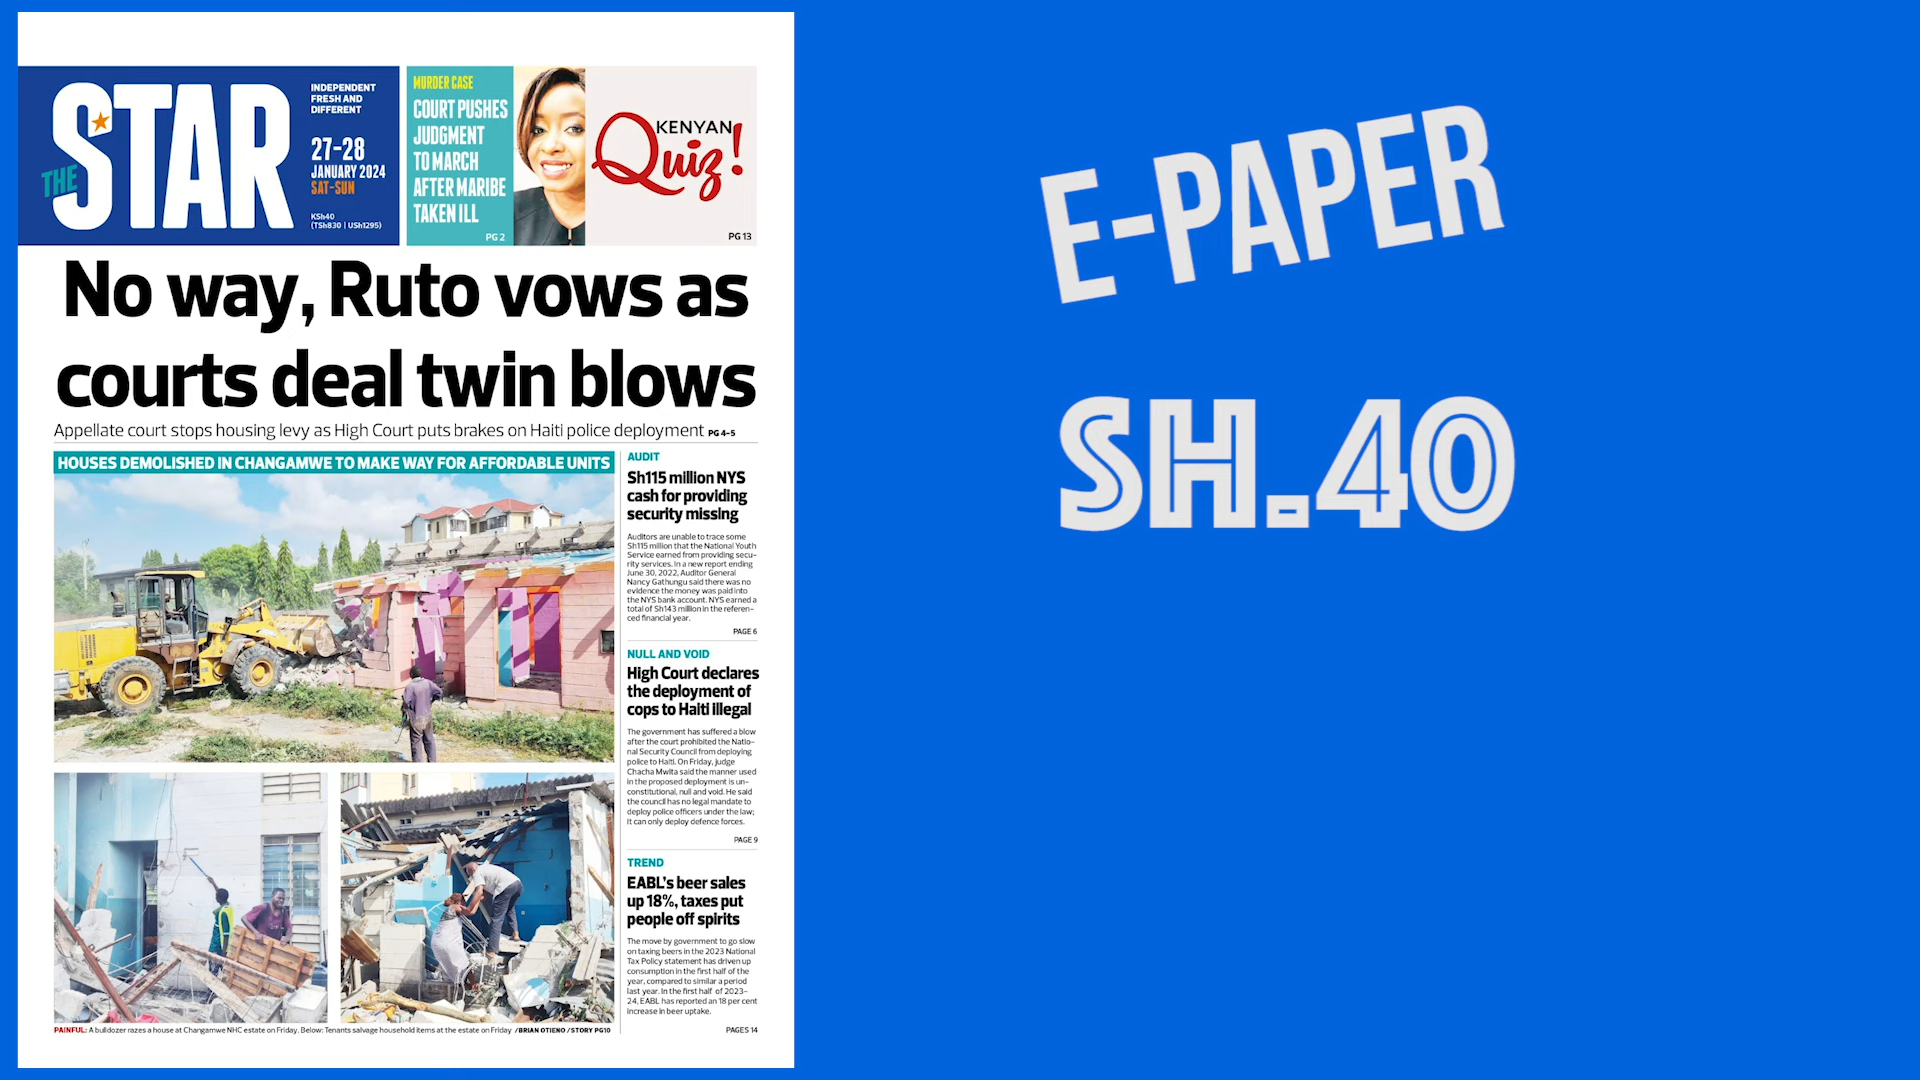 THE STAR
INDEPENDENT
FRESH AND
DIFFERENT
27-28
JANUARY 2024
SAT-SUN
KSh40
(TSh830 | USh1295)
MURDER CASE
COURT PUSHES
JUDGMENT
TO MARCH
AFTER MARIBE
TAKEN ILL
PG 2
KENYAN
Quiz!
PG 13
No way, Ruto vows as
courts deal twin blows
Appellate court stops housing levy as High Court puts brakes on Haiti police deployment PG 4-5
HOUSES DEMOLISHED IN CHANGAMWE TO MAKE WAY FOR AFFORDABLE UNITS
PAINFUL: A bulldozer razes a house at Changamwe NHC estate on Friday. Below: Tenants salvage household items at the estate on Friday /BRIAN OTIENO /STORY PG10
AUDIT
Sh115 million NYS
cash for providing
security missing
Auditors are unable to trace some
Sh115 million that the National Youth
Service earned from providing secu-
rity services. In a new report ending
June 30, 2022, Auditor General
Nancy Gathungu said there was no
evidence the money was paid into
the NYS bank account. NYS earned a
total of Sh143 million in the referen-
ced financial year.
PAGE 6
NULL AND VOID
High Court declares
the deployment of
cops to Haiti illegal
The government has suffered a blow
after the court prohibited the Natio-
nal Security Council from deploying
police to Haiti. On Friday, judge
Chacha Mwita said the manner used
in the proposed deployment is un-
constitutional, null and void. He said
the council has no legal mandate to
deploy police officers under the law;
it can only deploy defence forces.
PAGE 9
TREND
EABL's beer sales
up 18%, taxes put
people off spirits
The move by government to go slow
on taxing beers in the 2023 National
Tax Policy statement has driven up
consumption in the first half of the
year, compared to similar a period
last year. In the first half of 2023-
24, EABL has reported an 18 per cent
increase in beer uptake.
PAGES 14
E-PAPER
SH.40